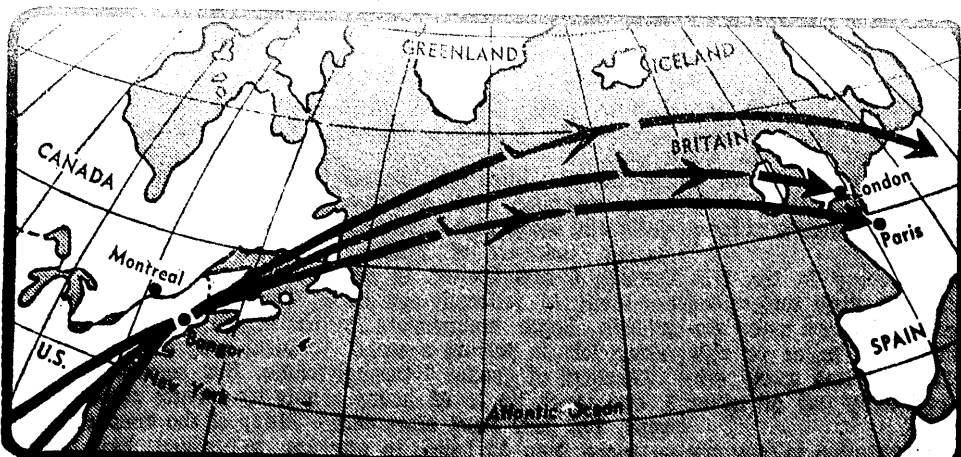 GREENLAND
ICELAND
CANADA
BRITAIN
London
Paris
Montreal
Bangor
U.S.
New York
SPAIN
Atlantic Ocean